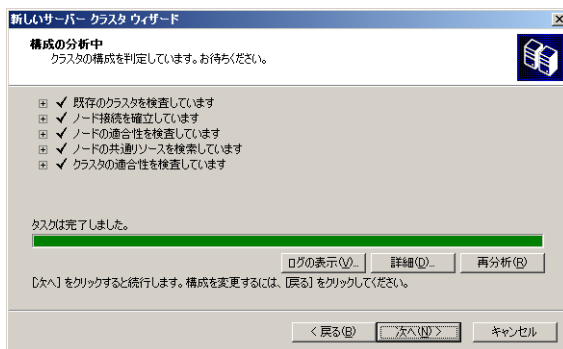 新しいサーバー クラスタ ウィザード
構成の分析中
クラスタの構成を判定しています。お待ちください。
既存のクラスタを検査しています
ノード接続を確立しています
ノードの適合性を検査しています
ノードの共通リソースを検索しています
クラスタの適合性を検査しています
タスクは完了しました。
ログの表示(V)... 詳細(D)... 再分析(R)
[次へ] をクリックすると続行します。構成を変更するには、[戻る] をクリックしてください。
< 戻る(B) 次へ(N) > キャンセル